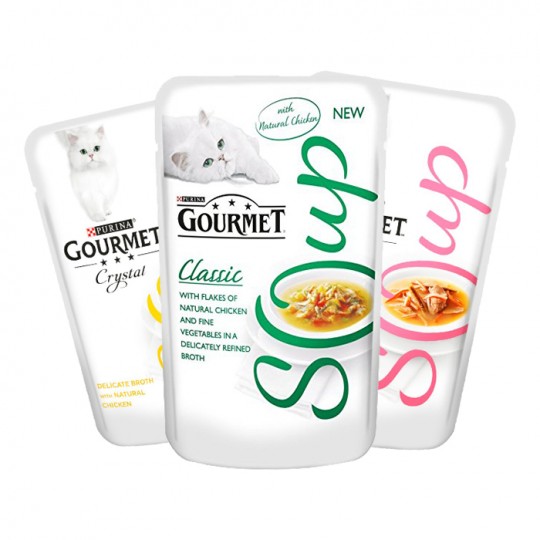 PURINA
GOURMET
Crystal
DELICATE BROTH
WITH NATURAL
CHICKEN
with
Natural Chicken
NEW
PURINA
GOURMET
Classic
WITH FLAKES OF
NATURAL CHICKEN
AND FINE
VEGETABLES IN A
DELICATELY REFINED
BROTH
Soup
Soup